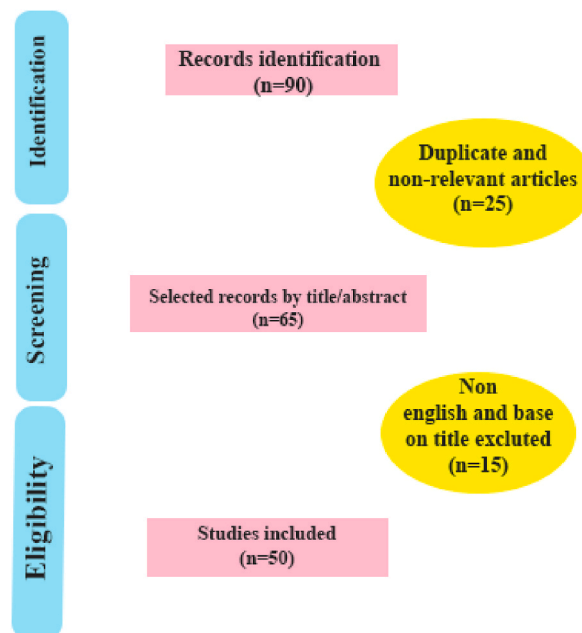 Identification
Records identification
(n=90)
Duplicate and
non-relevant articles
(n=25)
Screening
Selected records by title/abstract
(n=65)
Non
english and base
on title excluted
(n=15)
Eligibility
Studies included
(n=50)